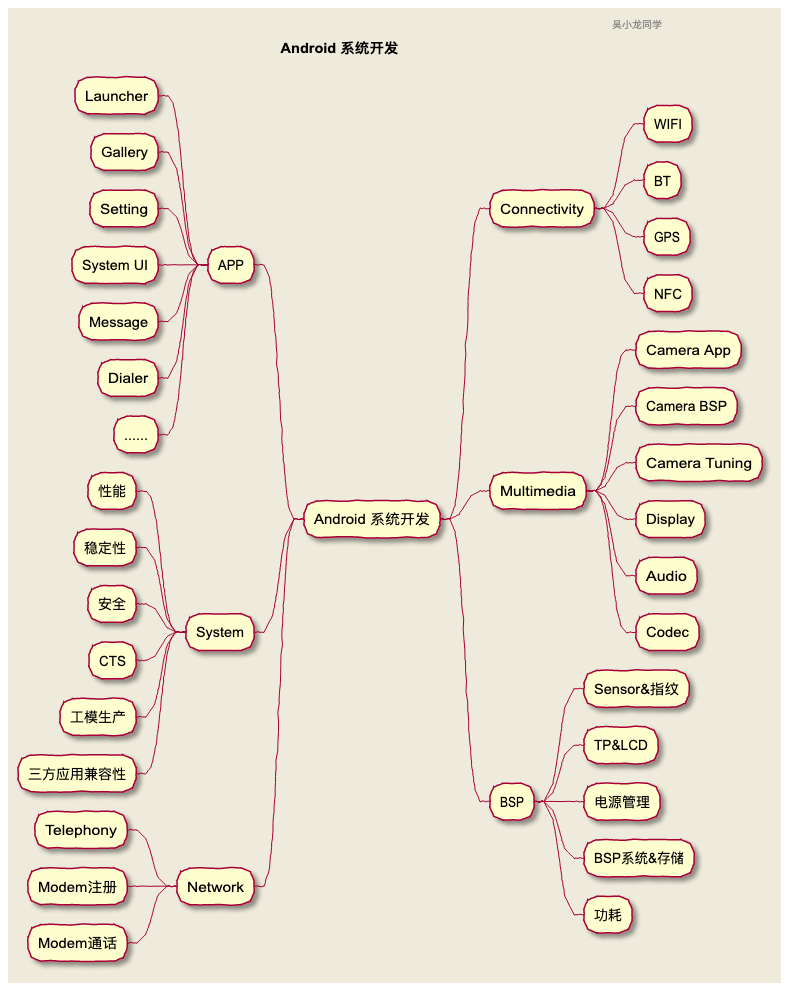 吴小龙同学
Android 系统开发
Launcher
Gallery
Setting
System UI
Message
Dialer
......
APP
性能
稳定性
安全
CTS
工模生产
三方应用兼容性
System
Telephony
Modem注册
Modem通话
Network
Android 系统开发
Connectivity
WIFI
BT
GPS
NFC
Multimedia
Camera App
Camera BSP
Camera Tuning
Display
Audio
Codec
BSP
Sensor&指纹
TP&LCD
电源管理
BSP系统&存储
功耗